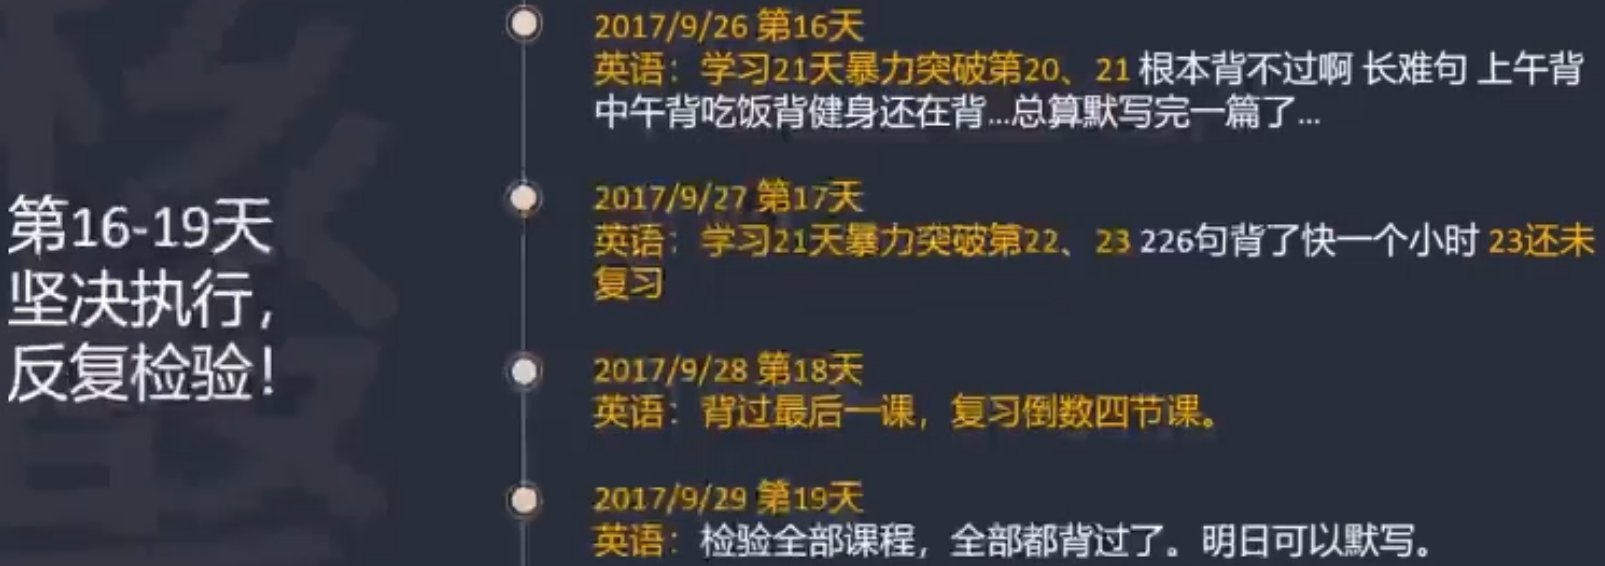 第16-19天
坚决执行，
反复检验！
2017/9/26 第16天
英语：学习21天暴力突破第20、21 根本背不过啊 长难句 上午背
中午背吃饭背健身还在背...总算默写完一篇了...
2017/9/27 第17天
英语：学习21天暴力突破第22、23 226句背了快一个小时 23还未
复习
2017/9/28 第18天
英语：背过最后一课，复习倒数四节课。
2017/9/29 第19天
英语：检验全部课程，全部都背过了。明日可以默写。